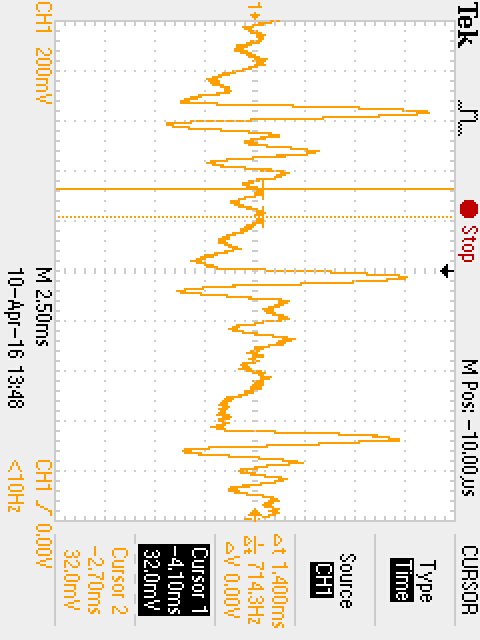 Tek
Stop
M Pos: -10.00µs
CURSOR
Type
Time
Source
CH1
Δt 1.400ms
1/Δt 714.3Hz
ΔV 0.00V
Cursor 1
-4.10ms
32.0mV
Cursor 2
-2.70ms
32.0mV
CH1 200mV
M 2.50ms
CH1 / 0.00V
10-Apr-16 13:48
<10Hz